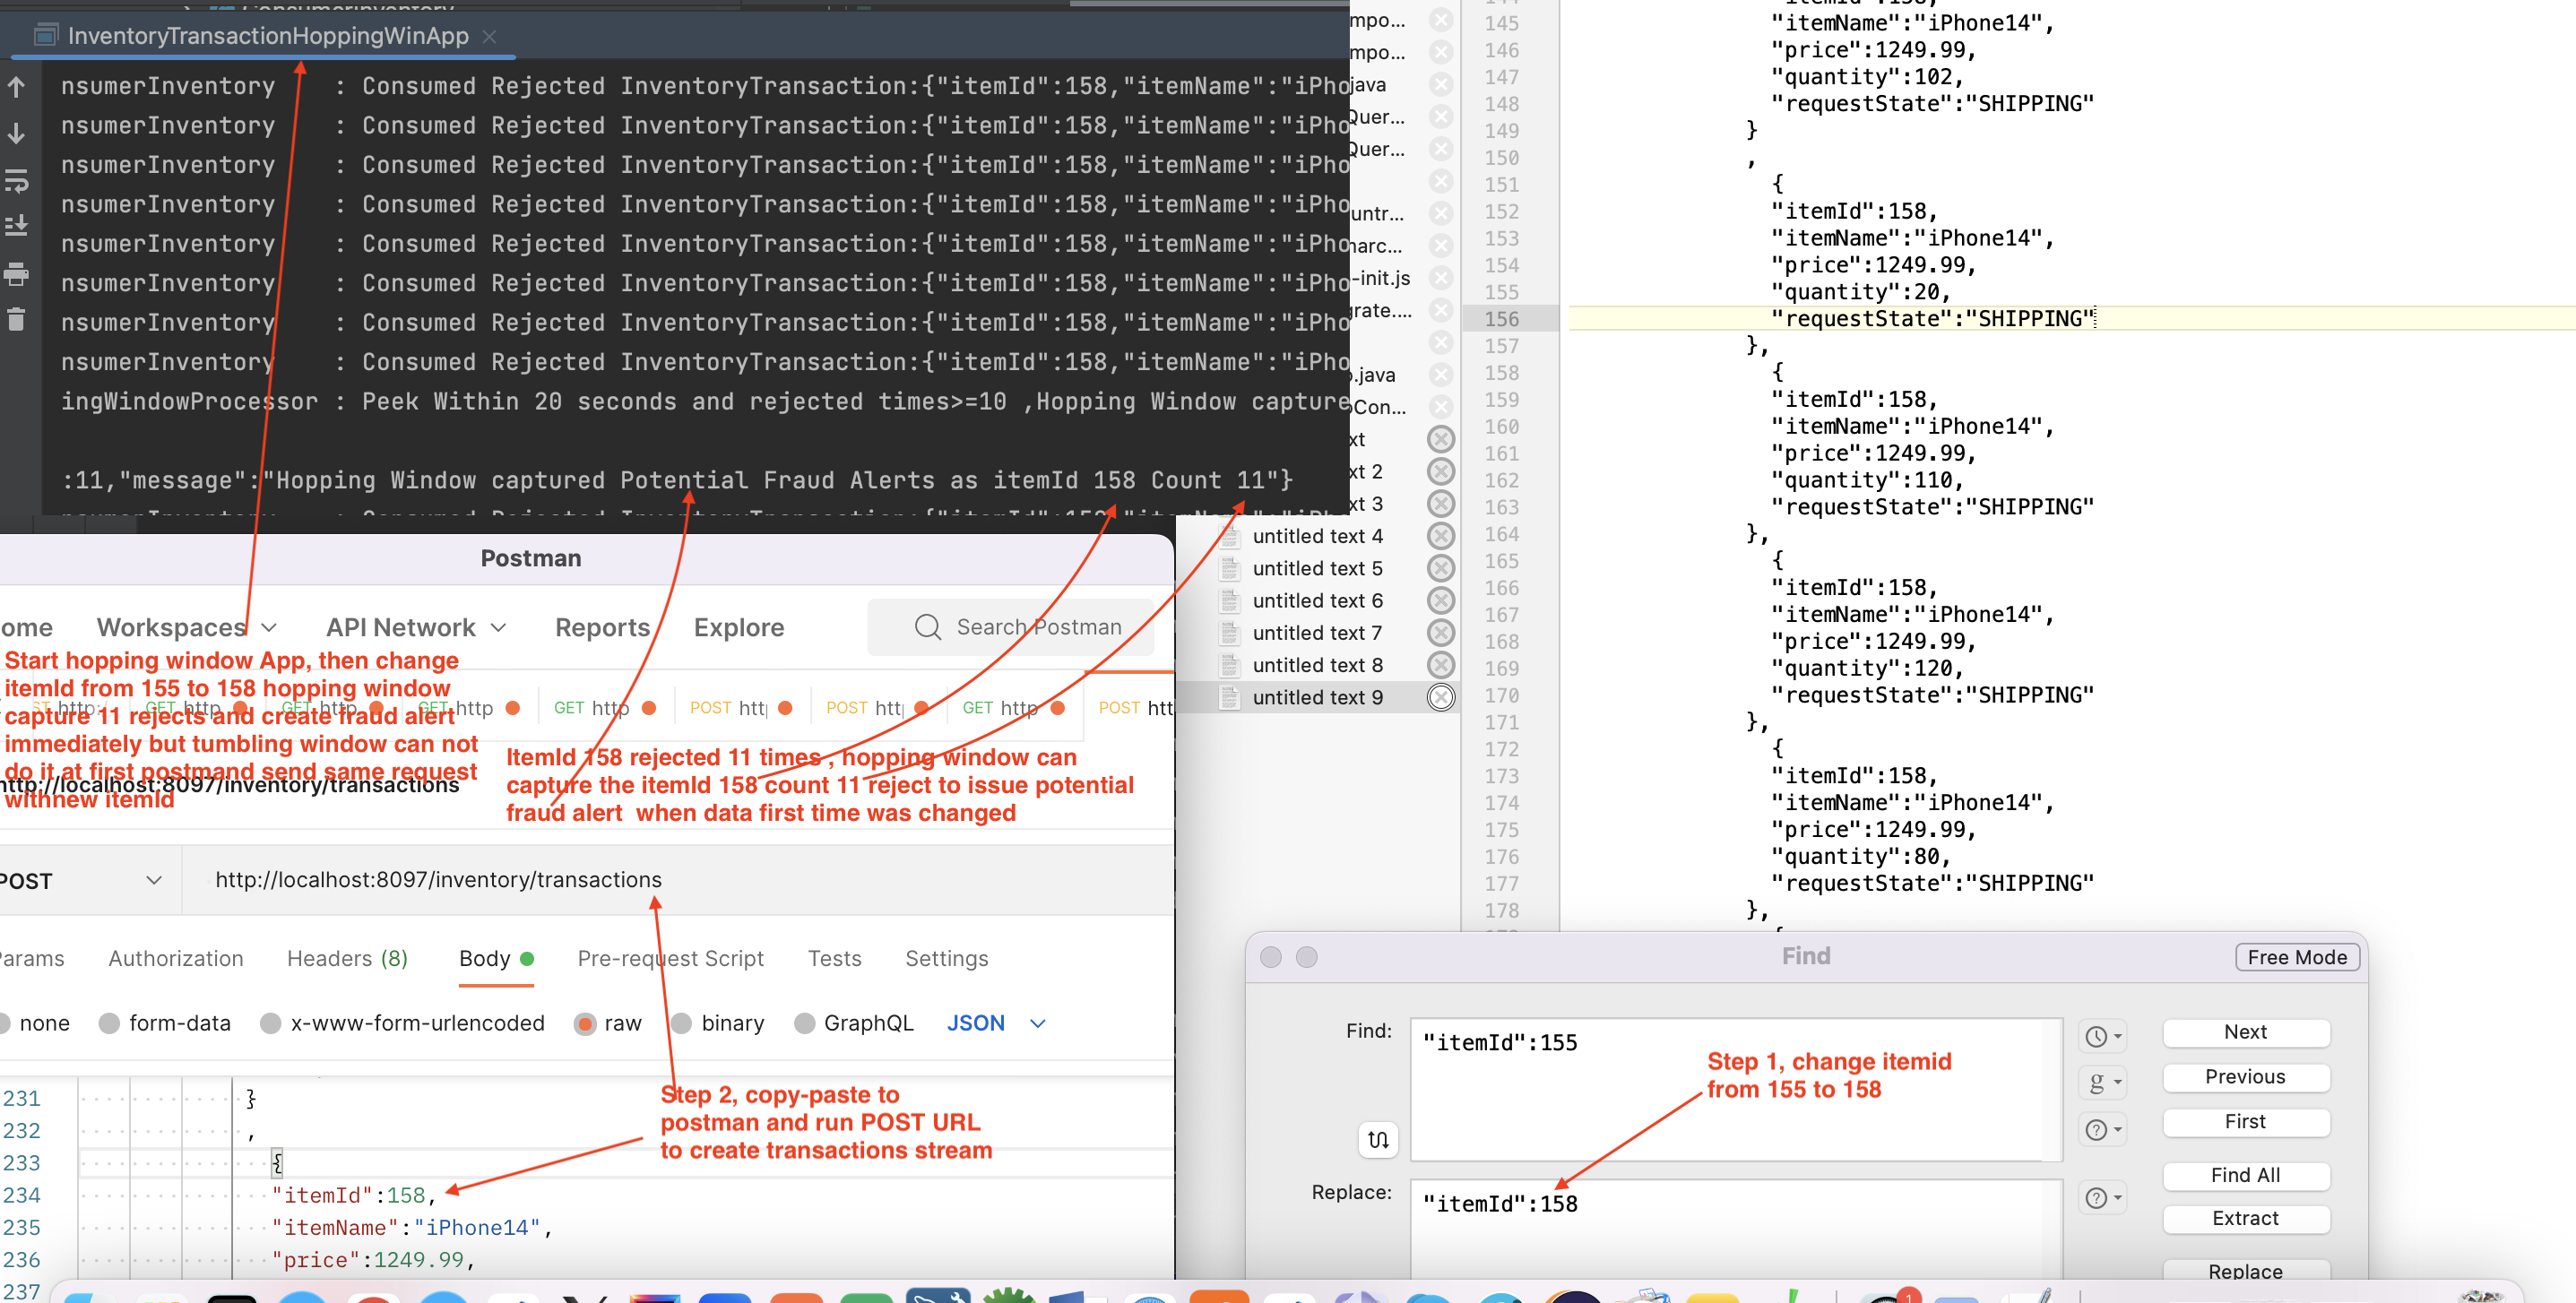 InventoryTransactionHoppingWinApp
nsumerInventory : Consumed Rejected InventoryTransaction:{"itemId":158,"itemName":"iPho
nsumerInventory : Consumed Rejected InventoryTransaction:{"itemId":158,"itemName":"iPho
nsumerInventory : Consumed Rejected InventoryTransaction:{"itemId":158,"itemName":"iPho
nsumerInventory : Consumed Rejected InventoryTransaction:{"itemId":158,"itemName":"iPho
nsumerInventory : Consumed Rejected InventoryTransaction:{"itemId":158,"itemName":"iPho
nsumerInventory : Consumed Rejected InventoryTransaction:{"itemId":158,"itemName":"iPho
nsumerInventory : Consumed Rejected InventoryTransaction:{"itemId":158,"itemName":"iPho
nsumerInventory : Consumed Rejected InventoryTransaction:{"itemId":158,"itemName":"iPho
ingWindowProcessor : Peek Within 20 seconds and rejected times>=10 ,Hopping Window capture
:11,"message":"Hopping Window captured Potential Fraud Alerts as itemId 158 Count 11"}
Postman
ome Workspaces API Network Reports Explore Search Postman
Start hopping window App, then change
itemId from 155 to 158 hopping window
capture 11 rejects and create fraud alert
immediately but tumbling window can not
do it at first postmand send same request
withnew itemId
GET http GET http GET http GET http POST htt POST htt GET http POST htt
http://localhost:8097/inventory/transactions
ItemId 158 rejected 11 times , hopping window can
capture the itemId 158 count 11 reject to issue potential
fraud alert when data first time was changed
POST http://localhost:8097/inventory/transactions
arams Authorization Headers (8) Body Pre-request Script Tests Settings
none form-data x-www-form-urlencoded raw binary GraphQL JSON
Step 2, copy-paste to
postman and run POST URL
to create transactions stream
231 }
232 ,
233 {
234 "itemId":158,
235 "itemName":"iPhone14",
236 "price":1249.99,
237
mpo...
mpo...
java
Quer...
Quer...
untr...
narc...
-init.js
grate....
.java
Con...
xt
xt 2
xt 3
untitled text 4
untitled text 5
untitled text 6
untitled text 7
untitled text 8
untitled text 9
145 "itemName":"iPhone14",
146 "price":1249.99,
147 "quantity":102,
148 "requestState":"SHIPPING"
149 }
150 ,
151 {
152 "itemId":158,
153 "itemName":"iPhone14",
154 "price":1249.99,
155 "quantity":20,
156 "requestState":"SHIPPING"
157 },
158 {
159 "itemId":158,
160 "itemName":"iPhone14",
161 "price":1249.99,
162 "quantity":110,
163 "requestState":"SHIPPING"
164 },
165 {
166 "itemId":158,
167 "itemName":"iPhone14",
168 "price":1249.99,
169 "quantity":120,
170 "requestState":"SHIPPING"
171 },
172 {
173 "itemId":158,
174 "itemName":"iPhone14",
175 "price":1249.99,
176 "quantity":80,
177 "requestState":"SHIPPING"
178 },
Find Free Mode
Find: "itemId":155
Step 1, change itemid
from 155 to 158
Replace: "itemId":158
g
Next
Previous
First
Find All
Extract
Replace
1